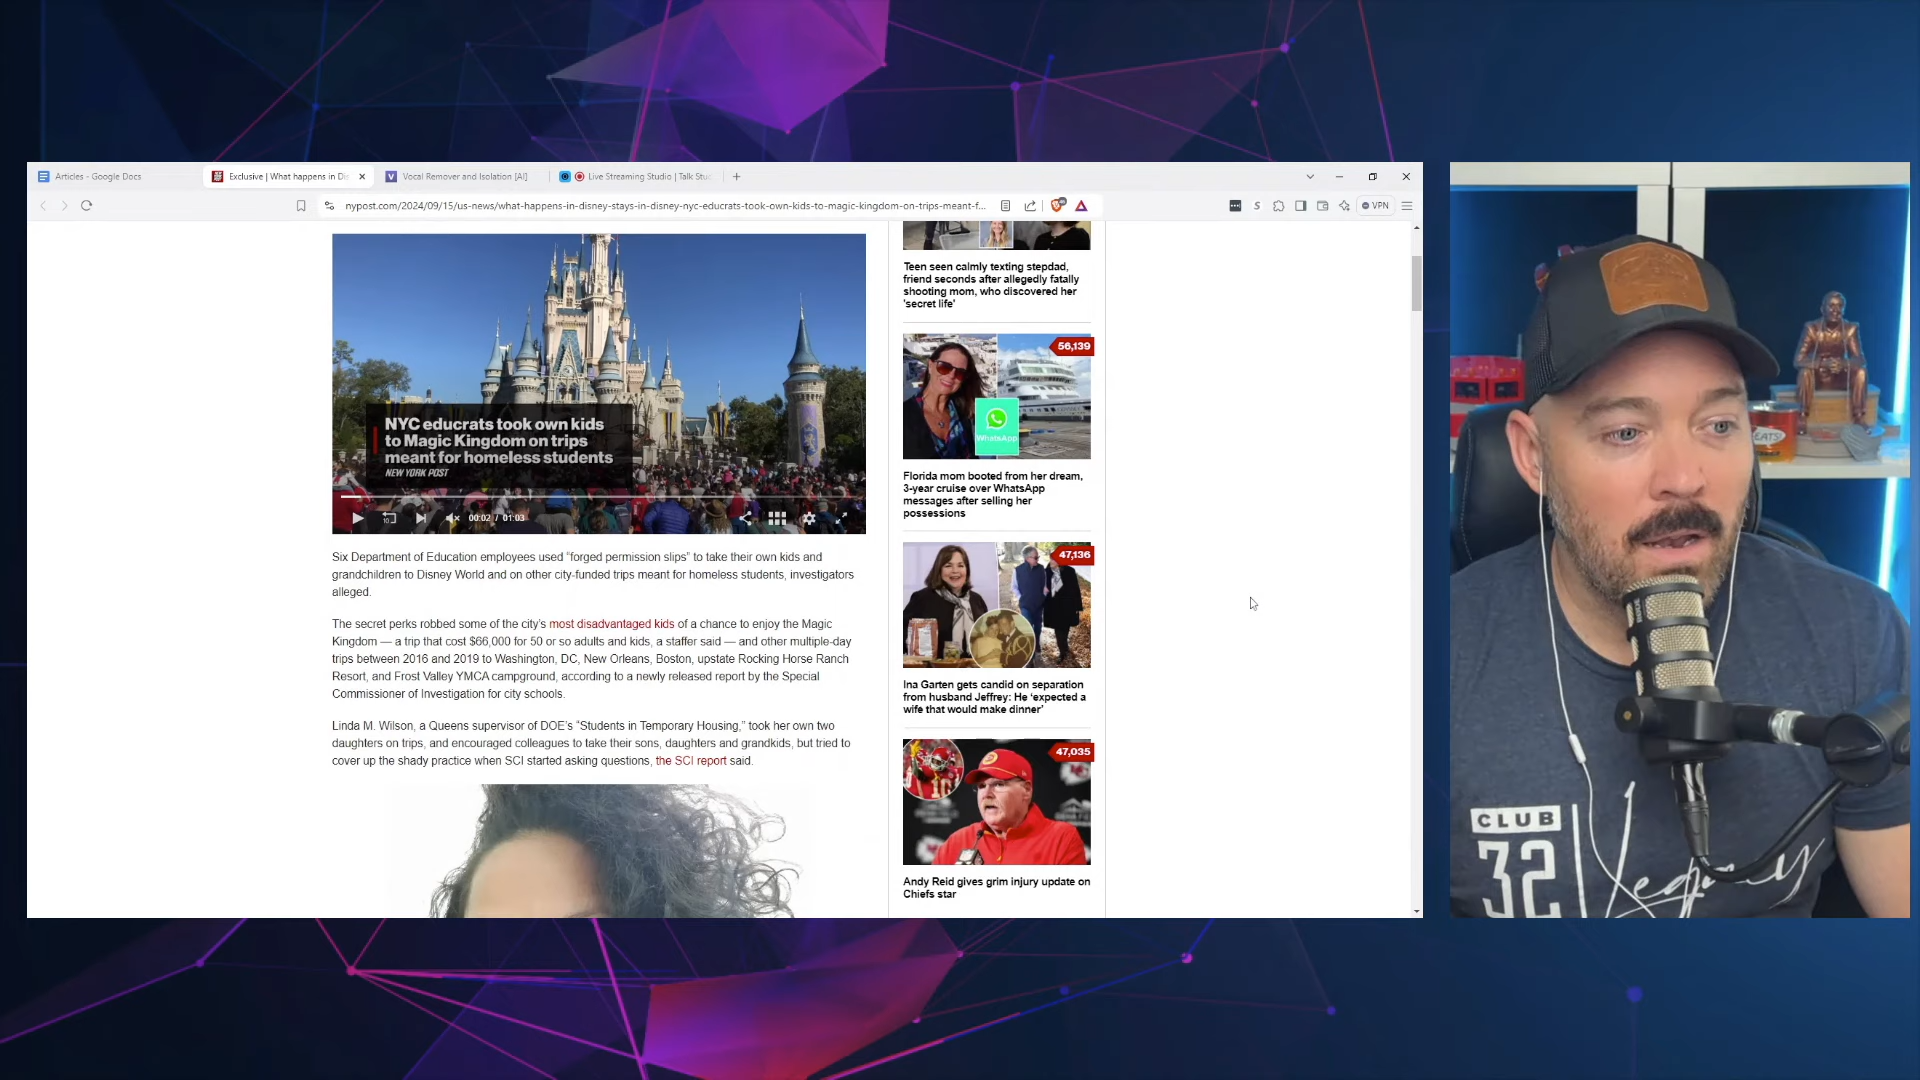 Articles - Google Docs
Exclusive | What happens in Dis
Vocal Remover and Isolation [AI]
Live Streaming Studio | Talk Stud
nypost.com/2024/09/15/us-news/what-happens-in-disney-stays-in-disney-nyc-educrats-took-own-kids-to-magic-kingdom-on-trips-meant-f...
VPN
NYC educrats took own kids
to Magic Kingdom on trips
meant for homeless students
NEW YORK POST
10
00:02 / 01:03
Six Department of Education employees used “forged permission slips” to take their own kids and
grandchildren to Disney World and on other city-funded trips meant for homeless students, investigators
alleged.
The secret perks robbed some of the city’s most disadvantaged kids of a chance to enjoy the Magic
Kingdom — a trip that cost $66,000 for 50 or so adults and kids, a staffer said — and other multiple-day
trips between 2016 and 2019 to Washington, DC, New Orleans, Boston, upstate Rocking Horse Ranch
Resort, and Frost Valley YMCA campground, according to a newly released report by the Special
Commissioner of Investigation for city schools.
Linda M. Wilson, a Queens supervisor of DOE’s “Students in Temporary Housing,” took her own two
daughters on trips, and encouraged colleagues to take their sons, daughters and grandkids, but tried to
cover up the shady practice when SCI started asking questions, the SCI report said.
Teen seen calmly texting stepdad,
friend seconds after allegedly fatally
shooting mom, who discovered her
'secret life'
56,139
WhatsApp
Florida mom booted from her dream,
3-year cruise over WhatsApp
messages after selling her
possessions
47,136
Ina Garten gets candid on separation
from husband Jeffrey: He ‘expected a
wife that would make dinner’
47,035
Andy Reid gives grim injury update on
Chiefs star
EATS!
CLUB
32
Legacy